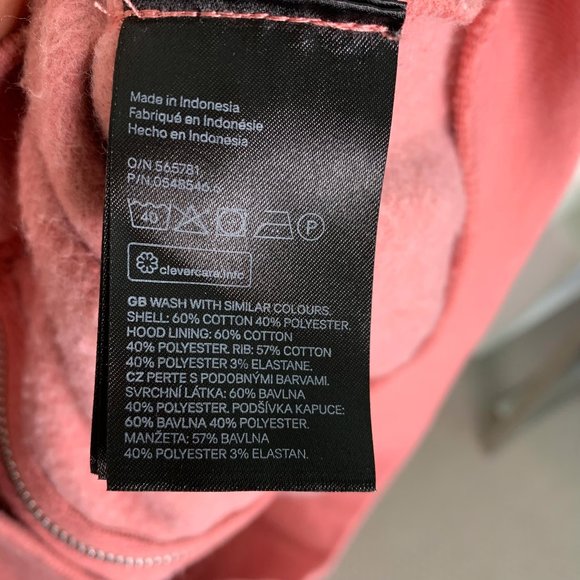 Made in Indonesia
Fabriqué en Indonésie
Hecho en Indonesia
O/N 565781
P/N.0548546.6
40 P
clevercare.info
GB WASH WITH SIMILAR COLOURS.
SHELL: 60% COTTON 40% POLYESTER.
HOOD LINING: 60% COTTON
40% POLYESTER. RIB: 57% COTTON
40% POLYESTER 3% ELASTANE.
CZ PERTE S PODOBNÝMI BARVAMI.
SVRCHNÍ LÁTKA: 60% BAVLNA
40% POLYESTER. PODŠÍVKA KAPUCE:
60% BAVLNA 40% POLYESTER.
MANŽETA: 57% BAVLNA
40% POLYESTER 3% ELASTAN.